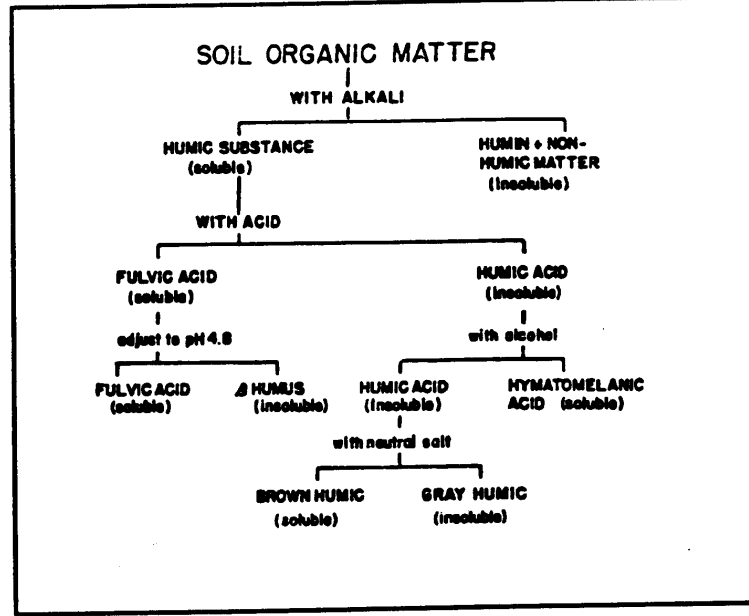 SOIL ORGANIC MATTER
WITH ALKALI
HUMIC SUBSTANCE
(soluble)
HUMIN + NON-
HUMIC MATTER
(insoluble)
WITH ACID
FULVIC ACID
(soluble)
HUMIC ACID
(insoluble)
adjust to pH 4.8
with alcohol
FULVIC ACID
(soluble)
β HUMUS
(insoluble)
HUMIC ACID
(insoluble)
HYMATOMELANIC
ACID (soluble)
with neutral salt
BROWN HUMIC
(soluble)
GRAY HUMIC
(insoluble)